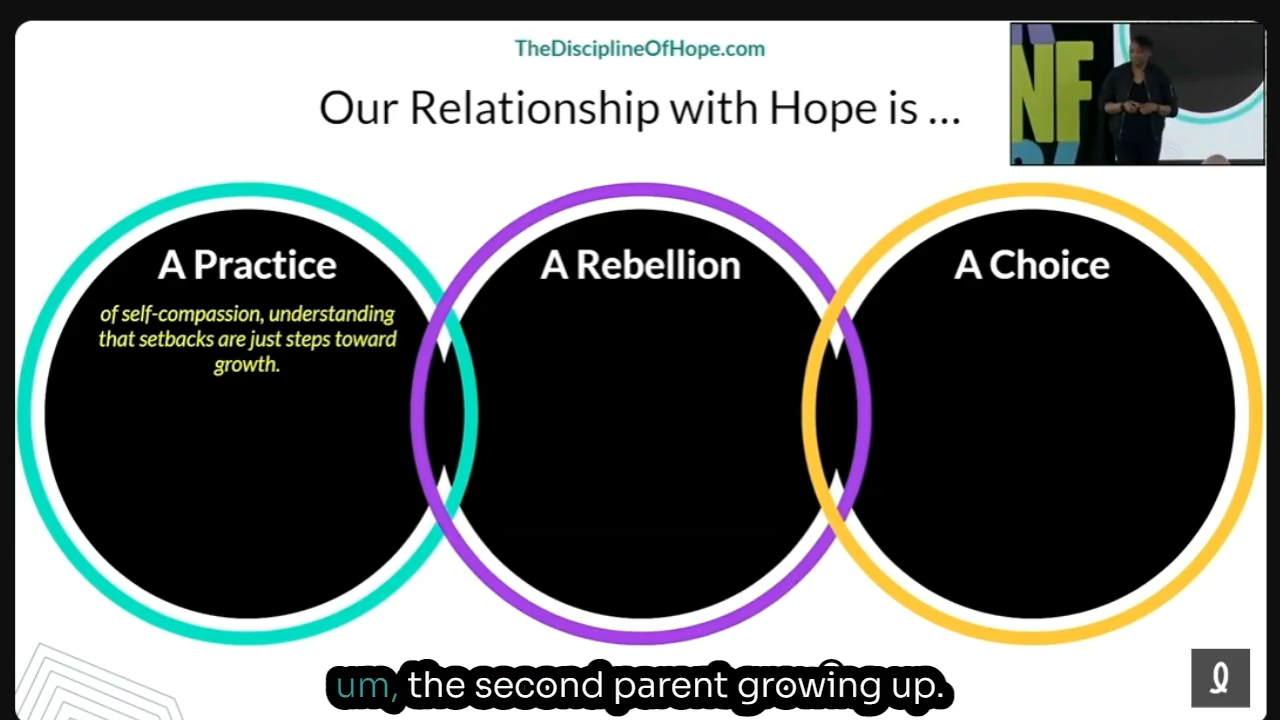 TheDisciplineOfHope.com
Our Relationship with Hope is ...
A Practice
of self-compassion, understanding
that setbacks are just steps toward
growth.
A Rebellion
A Choice
NF
um, the second parent growing up.